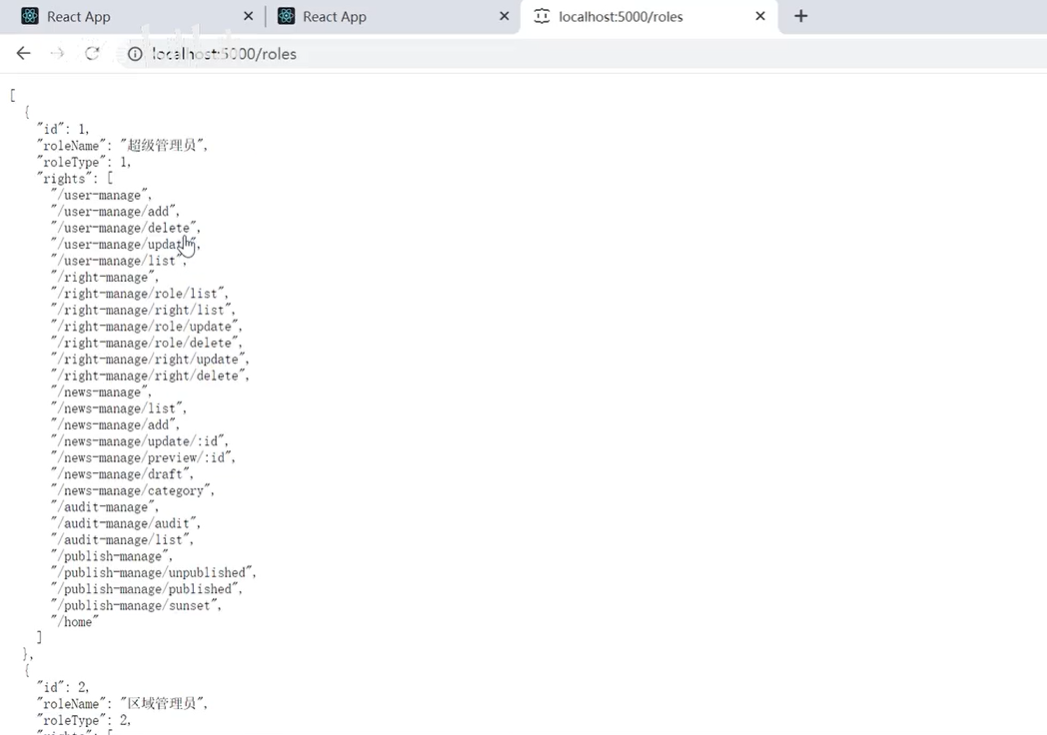 React App
React App
localhost:5000/roles
localhost:5000/roles
[
{
"id": 1,
"roleName": "超级管理员",
"roleType": 1,
"rights": [
"/user-manage",
"/user-manage/add",
"/user-manage/delete",
"/user-manage/update",
"/user-manage/list",
"/right-manage",
"/right-manage/role/list",
"/right-manage/right/list",
"/right-manage/role/update",
"/right-manage/role/delete",
"/right-manage/right/update",
"/right-manage/right/delete",
"/news-manage",
"/news-manage/list",
"/news-manage/add",
"/news-manage/update/:id",
"/news-manage/preview/:id",
"/news-manage/draft",
"/news-manage/category",
"/audit-manage",
"/audit-manage/audit",
"/audit-manage/list",
"/publish-manage",
"/publish-manage/unpublished",
"/publish-manage/published",
"/publish-manage/sunset",
"/home"
]
},
{
"id": 2,
"roleName": "区域管理员",
"roleType": 2,
"rights": [